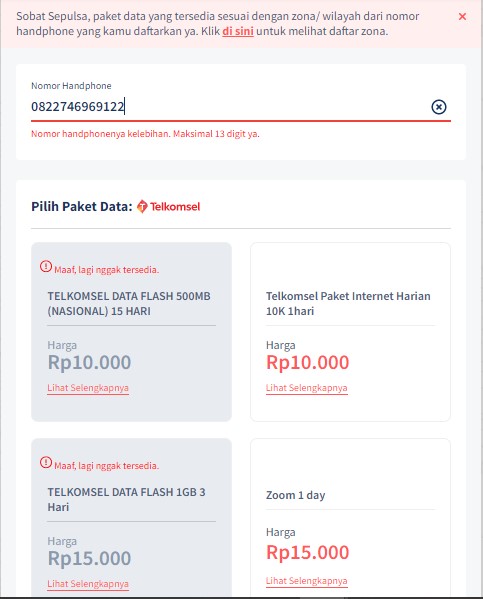 Sobat Sepulsa, paket data yang tersedia sesuai dengan zona/ wilayah dari nomor
handphone yang kamu daftarkan ya. Klik di sini untuk melihat daftar zona.
Nomor Handphone
0822746969122
Nomor handphonenya kelebihan. Maksimal 13 digit ya.
Pilih Paket Data: Telkomsel
Maaf, lagi nggak tersedia.
TELKOMSEL DATA FLASH 500MB
(NASIONAL) 15 HARI
Harga
Rp10.000
Lihat Selengkapnya
Telkomsel Paket Internet Harian
10K 1hari
Harga
Rp10.000
Lihat Selengkapnya
Maaf, lagi nggak tersedia.
TELKOMSEL DATA FLASH 1GB 3
Hari
Harga
Rp15.000
Lihat Selengkapnya
Zoom 1 day
Harga
Rp15.000
Lihat Selengkapnya